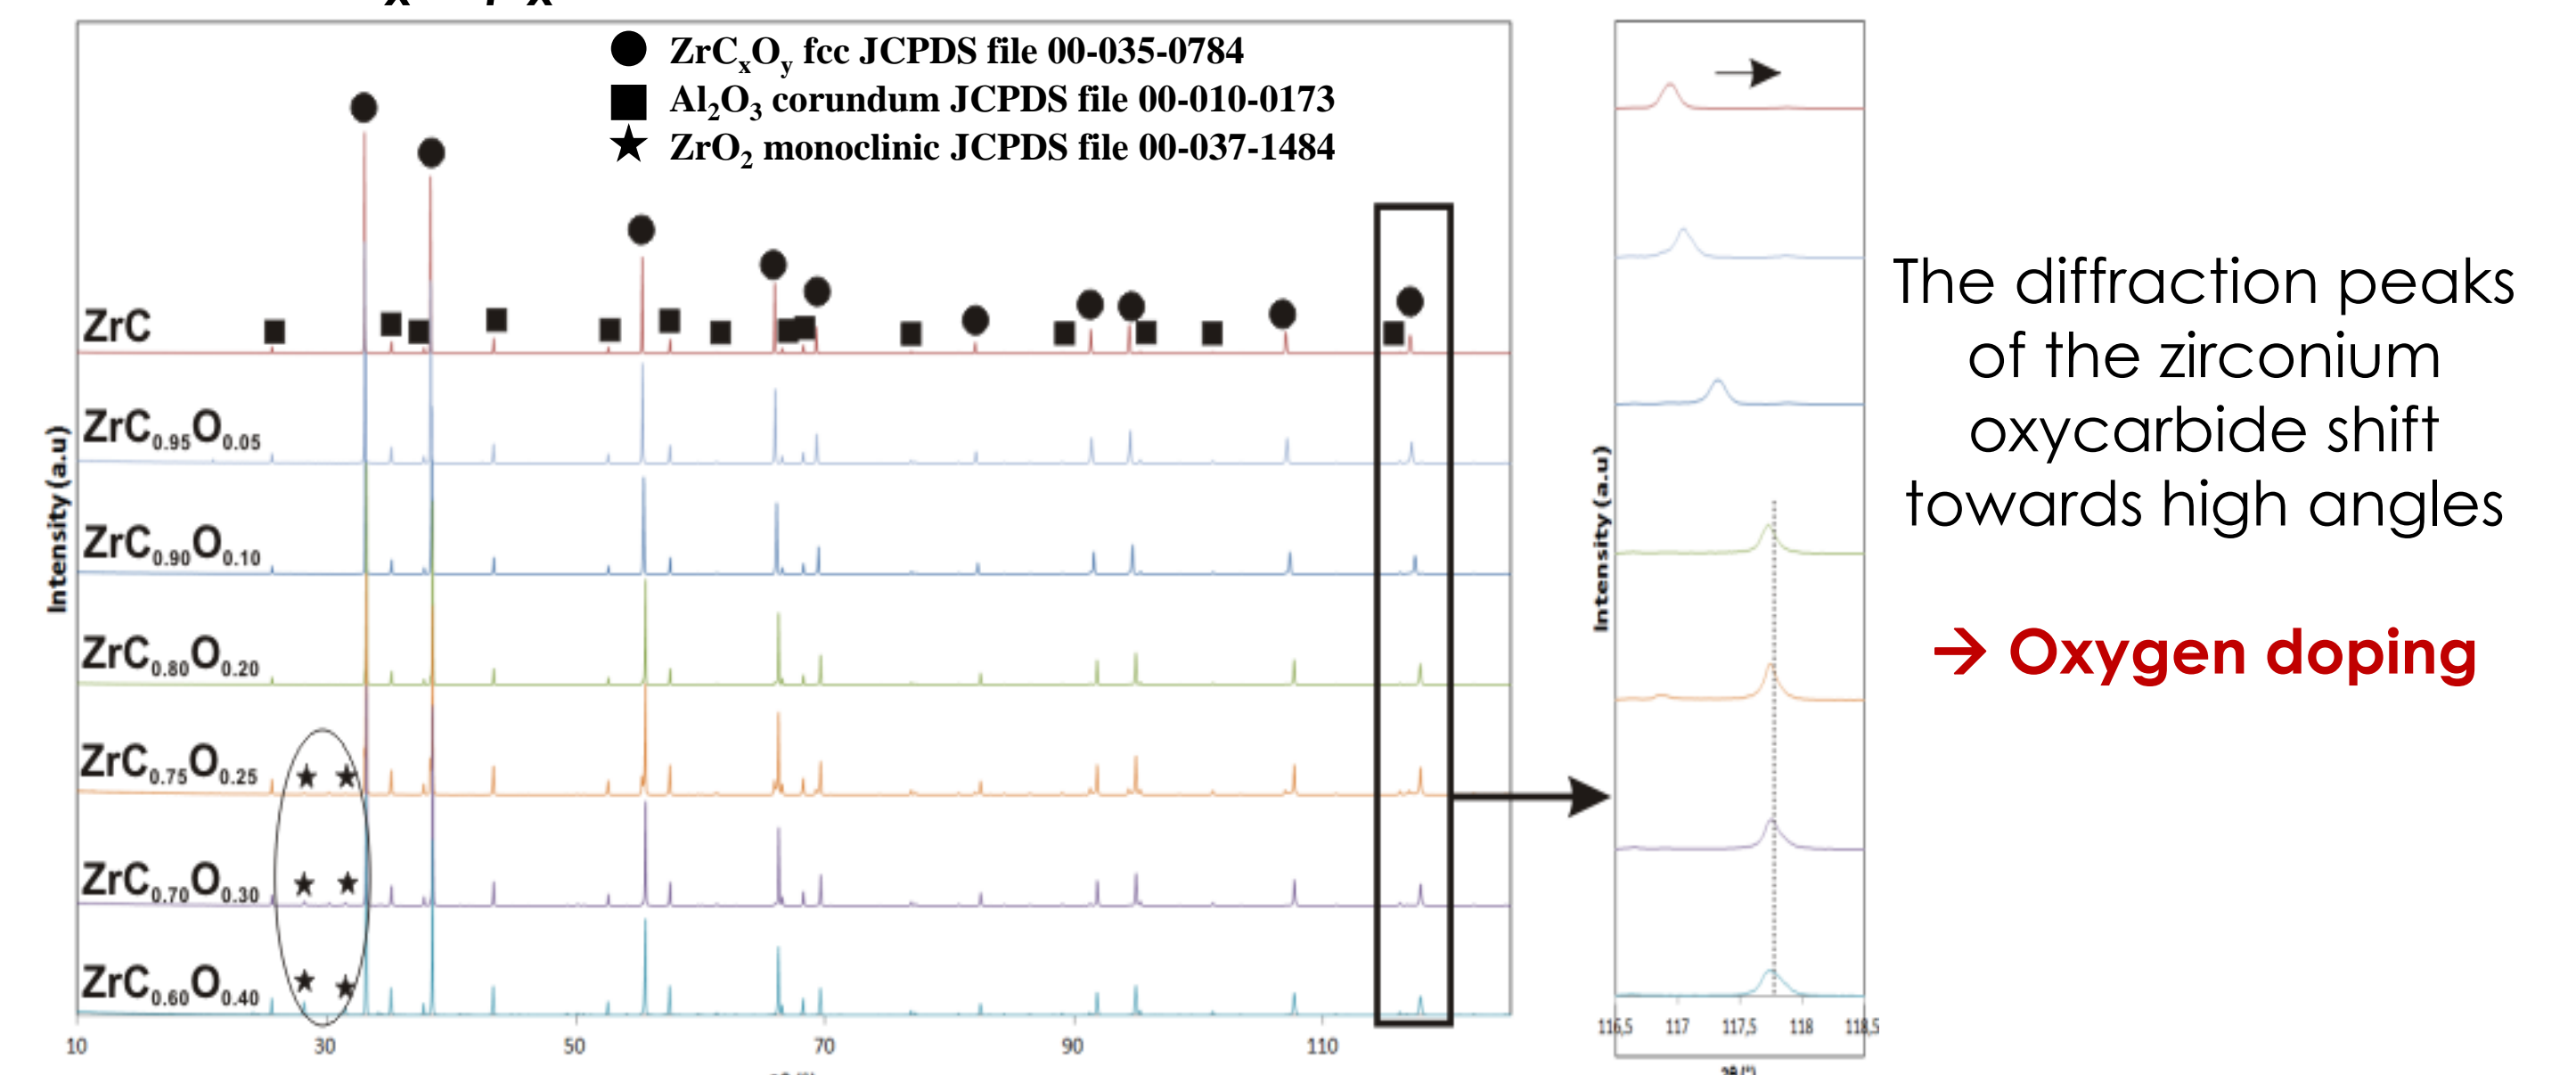 ZrCₓOᵧ fcc JCPDS file 00-035-0784
Al₂O₃ corundum JCPDS file 00-010-0173
ZrO₂ monoclinic JCPDS file 00-037-1484
Intensity (a.u)
ZrC
ZrC₀.₉₅O₀.₀₅
ZrC₀.₉₀O₀.₁₀
ZrC₀.₈₀O₀.₂₀
ZrC₀.₇₅O₀.₂₅
ZrC₀.₇₀O₀.₃₀
ZrC₀.₆₀O₀.₄₀
10 30 50 70 90 110
Intensity (a.u)
116,5 117 117,5 118 118,5
The diffraction peaks
of the zirconium
oxycarbide shift
towards high angles
→ Oxygen doping